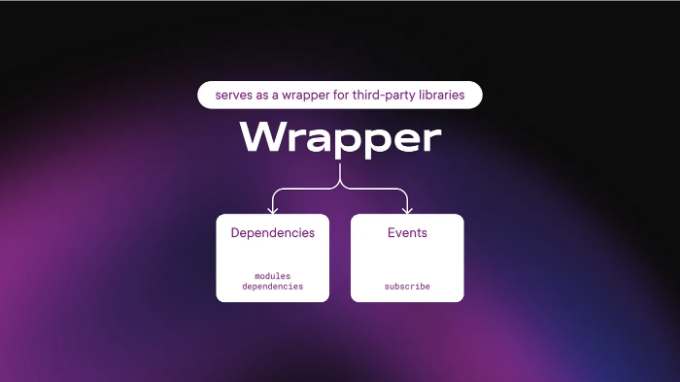 serves as a wrapper for third-party libraries
Wrapper
Dependencies
modules
dependencies
Events
subscribe